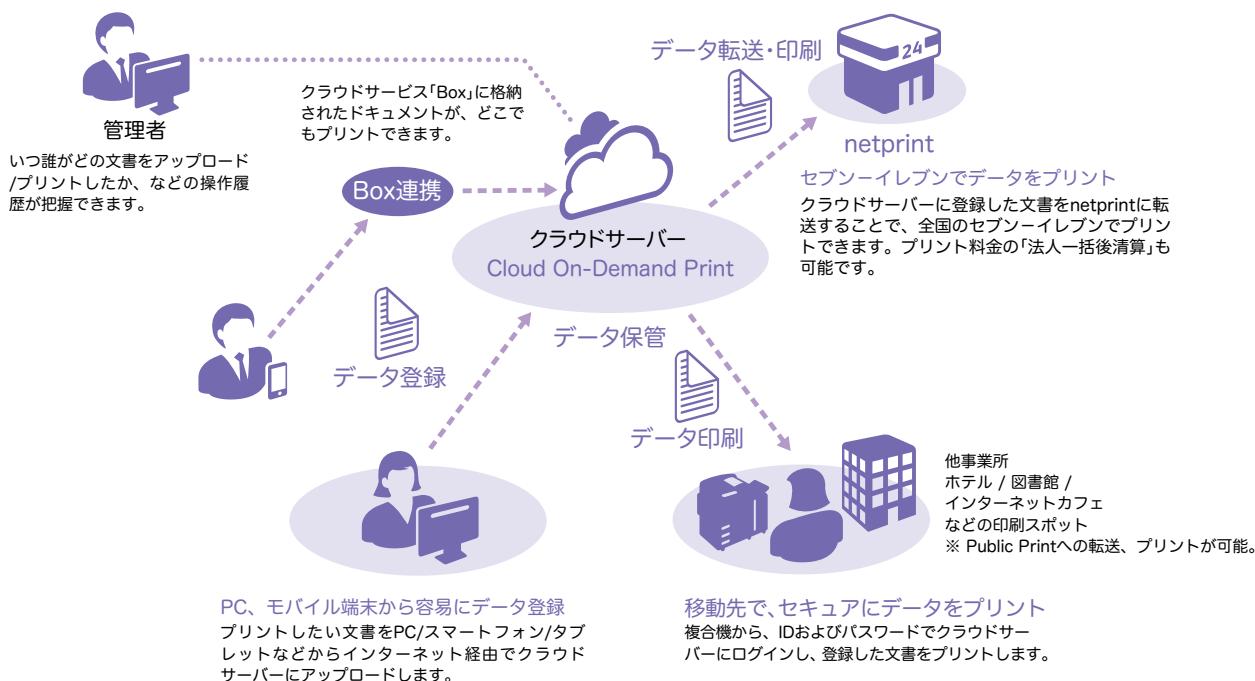 管理者
いつ誰がどの文書をアップロード
/プリントしたか、などの操作履
歴が把握できます。
クラウドサービス「Box」に格納
されたドキュメントが、どこで
もプリントできます。
Box連携
クラウドサーバー
Cloud On-Demand Print
データ転送・印刷
24
netprint
セブン−イレブンでデータをプリント
クラウドサーバーに登録した文書をnetprintに転
送することで、全国のセブン−イレブンでプリン
トできます。プリント料金の「法人一括後清算」も
可能です。
データ登録
データ保管
データ印刷
他事業所
ホテル / 図書館 /
インターネットカフェ
などの印刷スポット
※ Public Printへの転送、プリントが可能。
PC、モバイル端末から容易にデータ登録
プリントしたい文書をPC/スマートフォン/タブ
レットなどからインターネット経由でクラウド
サーバーにアップロードします。
移動先で、セキュアにデータをプリント
複合機から、IDおよびパスワードでクラウドサー
バーにログインし、登録した文書をプリントします。